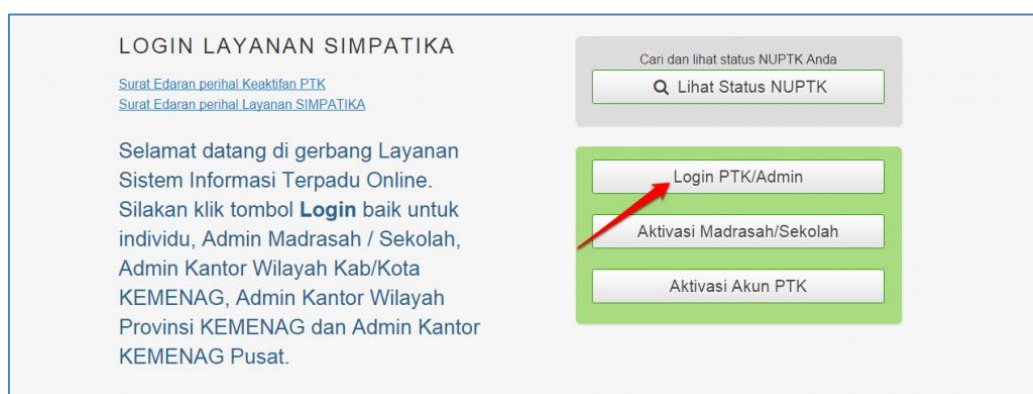 LOGIN LAYANAN SIMPATIKA
Surat Edaran perihal Keaktifan PTK
Surat Edaran perihal Layanan SIMPATIKA
Selamat datang di gerbang Layanan
Sistem Informasi Terpadu Online.
Silakan klik tombol Login baik untuk
individu, Admin Madrasah / Sekolah,
Admin Kantor Wilayah Kab/Kota
KEMENAG, Admin Kantor Wilayah
Provinsi KEMENAG dan Admin Kantor
KEMENAG Pusat.
Cari dan lihat status NUPTK Anda
Lihat Status NUPTK
Login PTK/Admin
Aktivasi Madrasah/Sekolah
Aktivasi Akun PTK